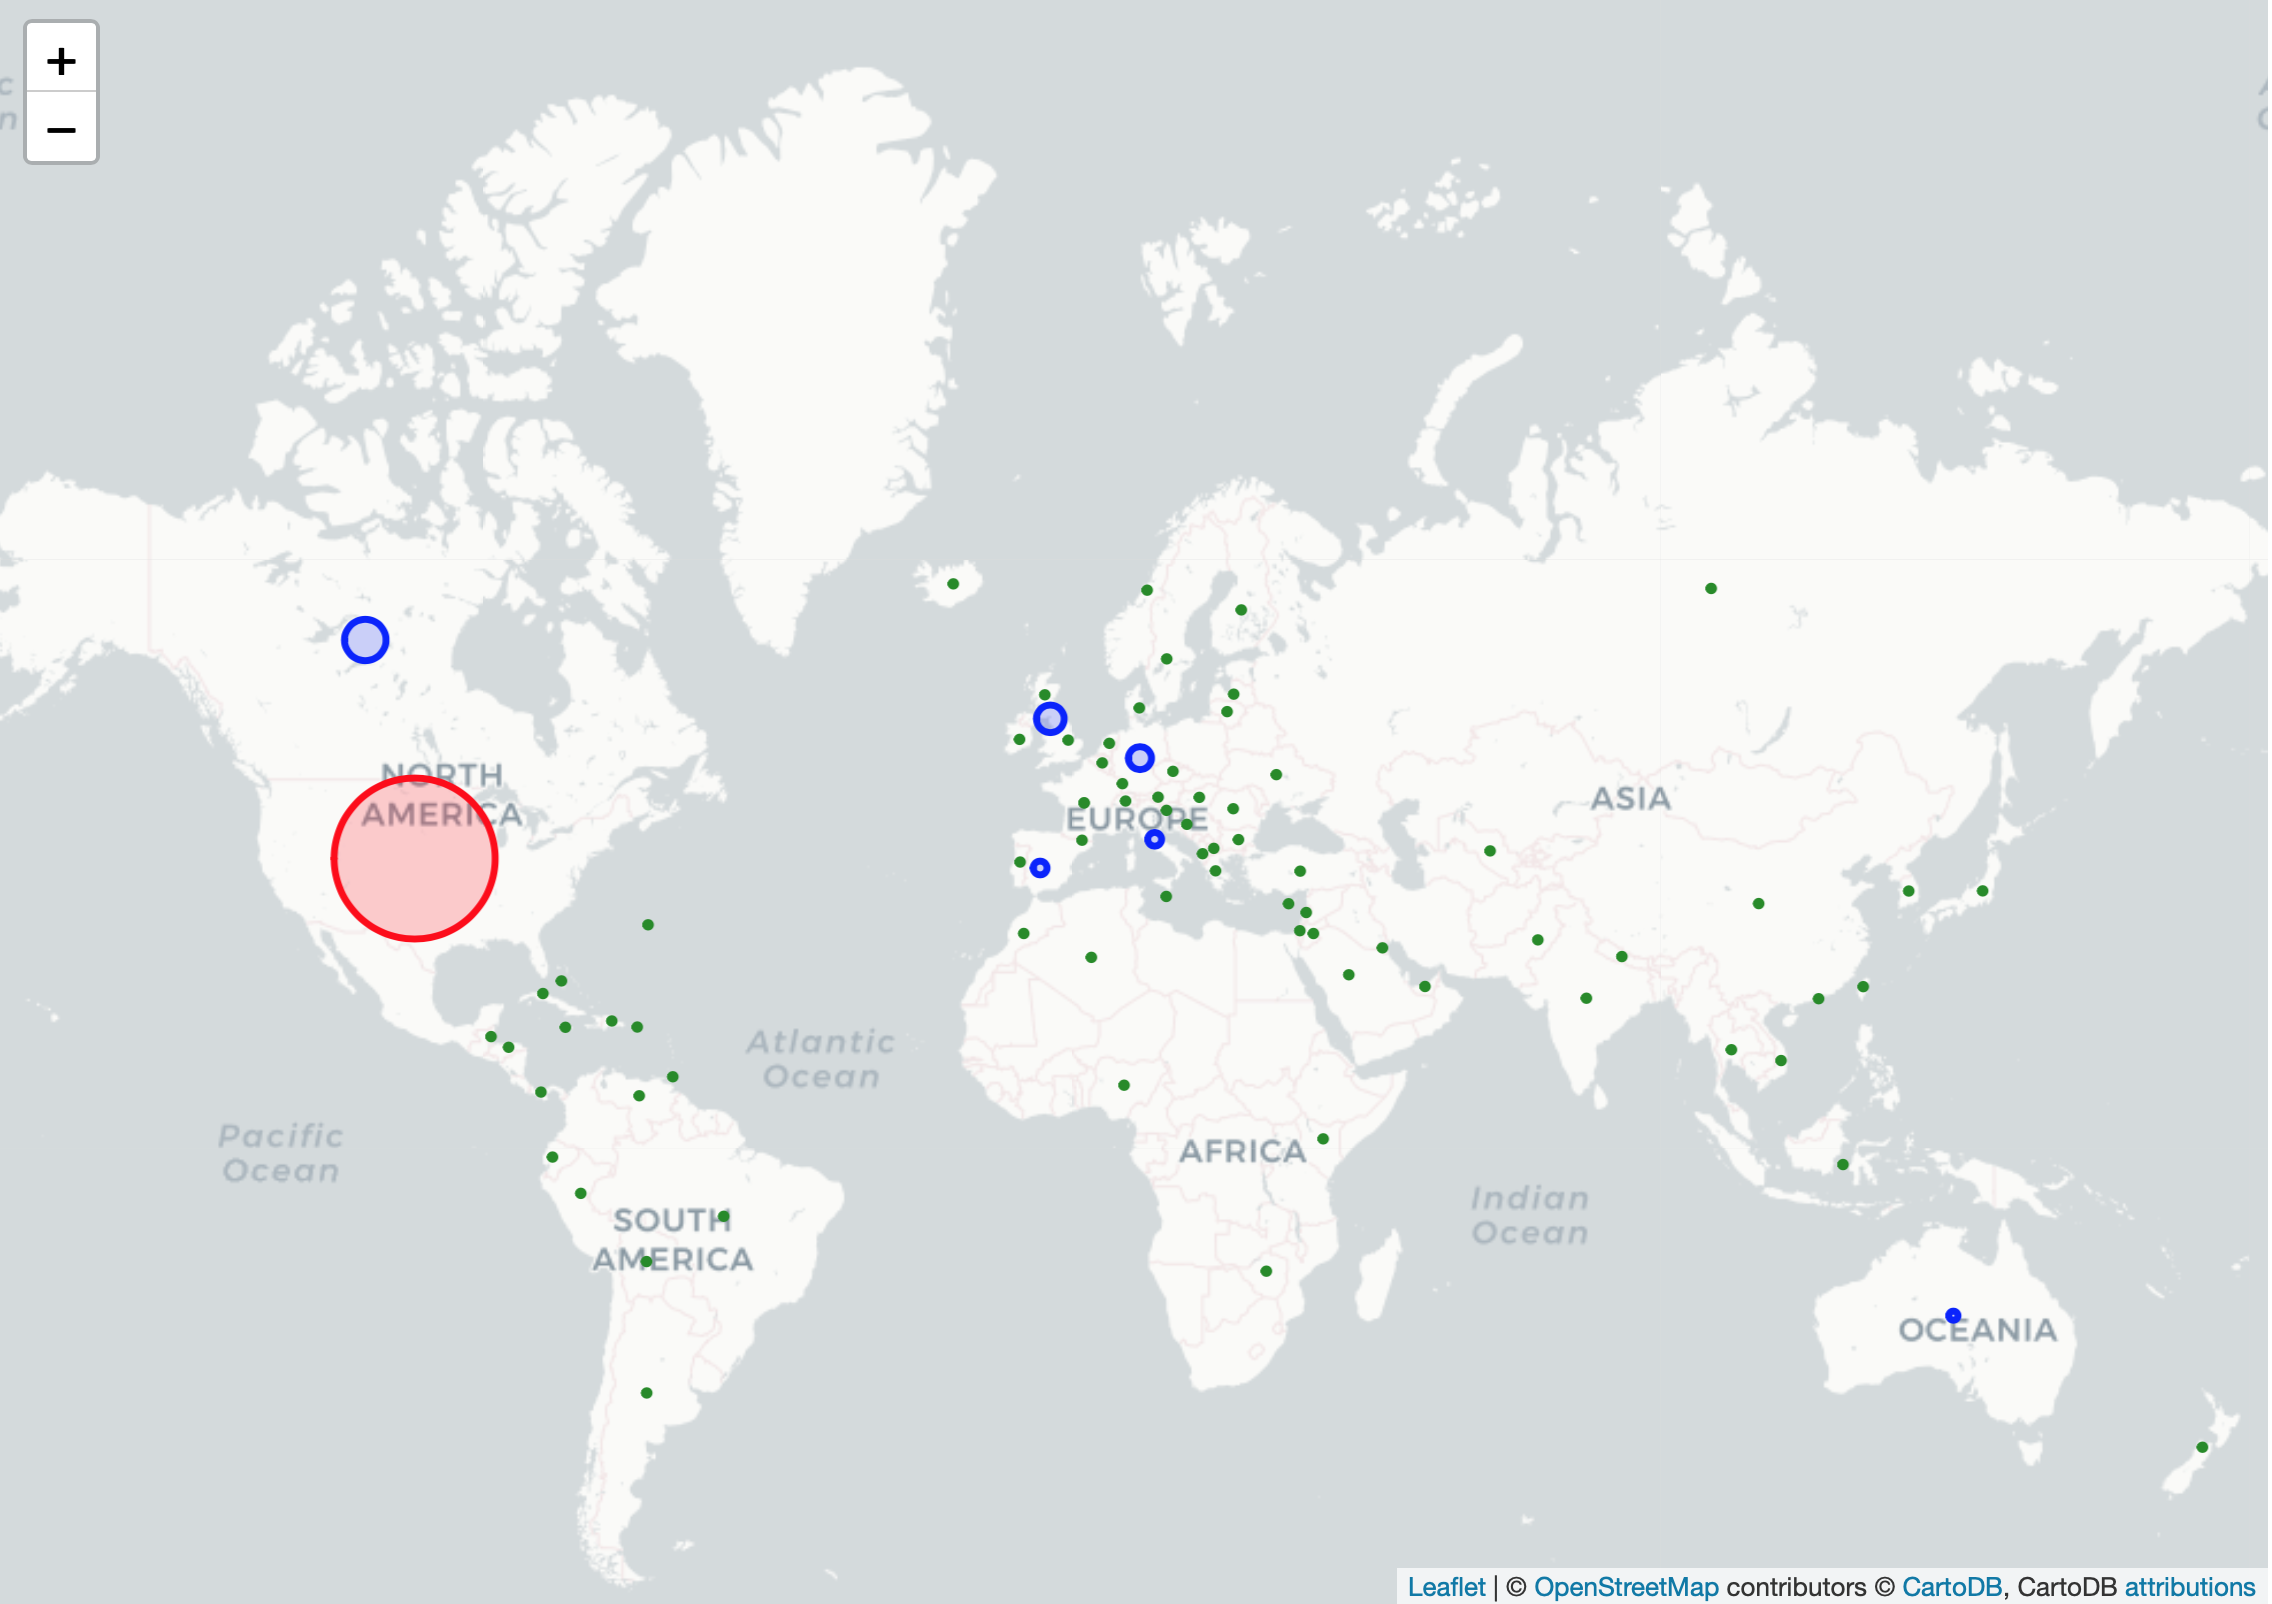 +
−
c
n
NORTH
AMERICA
EUROPE
ASIA
Atlantic
Ocean
Pacific
Ocean
AFRICA
SOUTH
AMERICA
Indian
Ocean
OCEANIA
Leaflet | © OpenStreetMap contributors © CartoDB, CartoDB attributions